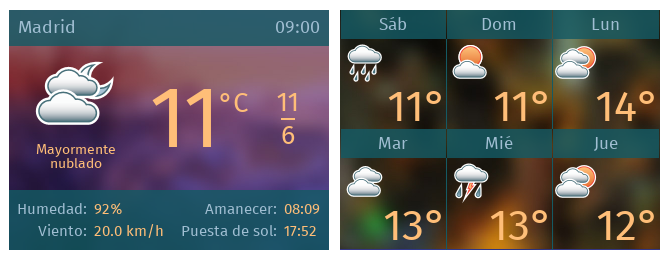 Madrid 09:00
11°C
11
6
Mayormente
nublado
Humedad: 92% Amanecer: 08:09
Viento: 20.0 km/h Puesta de sol: 17:52
Sáb Dom Lun
11° 11° 14°
Mar Mié Jue
13° 13° 12°